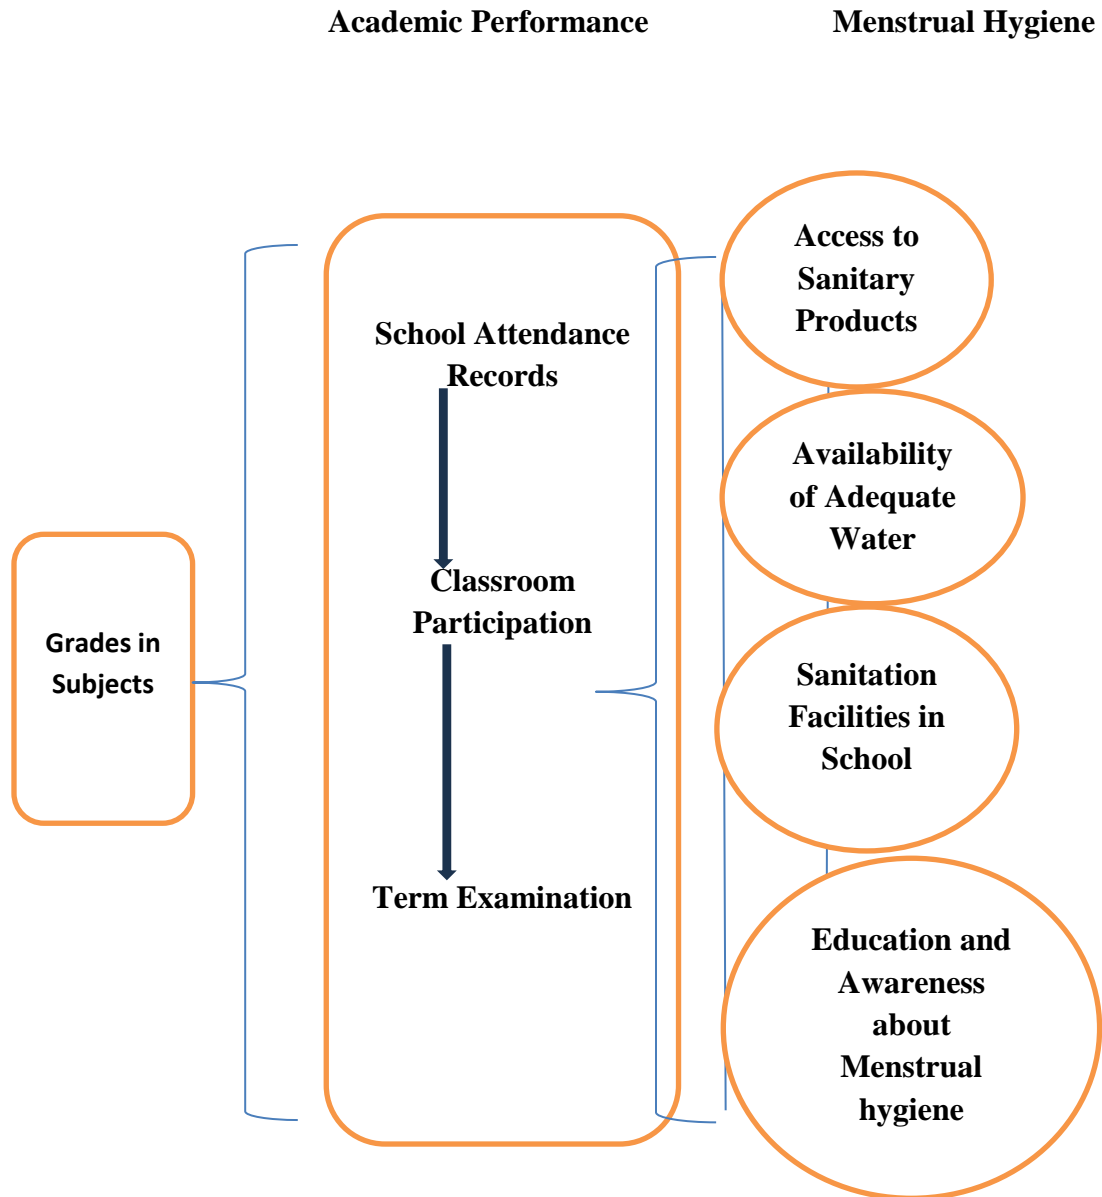 Academic Performance
Menstrual Hygiene
Grades in
Subjects
School Attendance
Records
Classroom
Participation
Term Examination
Access to
Sanitary
Products
Availability
of Adequate
Water
Sanitation
Facilities in
School
Education and
Awareness
about
Menstrual
hygiene